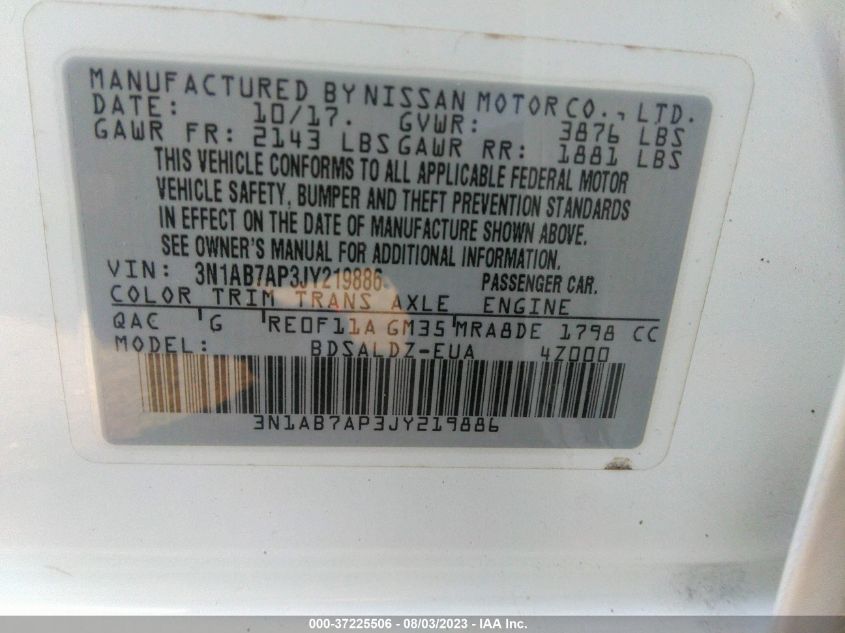 MANUFACTURED BY NISSAN MOTOR CO., LTD.
DATE: 10/17. GVWR: 3876 LBS
GAWR FR: 2143 LBS GAWR RR: 1881 LBS
THIS VEHICLE CONFORMS TO ALL APPLICABLE FEDERAL MOTOR
VEHICLE SAFETY, BUMPER AND THEFT PREVENTION STANDARDS
IN EFFECT ON THE DATE OF MANUFACTURE SHOWN ABOVE.
SEE OWNER'S MANUAL FOR ADDITIONAL INFORMATION.
VIN: 3N1AB7AP3JY219886 PASSENGER CAR.
COLOR TRIM TRANS AXLE ENGINE
QAC G RE0F11A GM35 MRA8DE 1798 CC
MODEL: BDSALDZ-EUA 4Z000
3N1AB7AP3JY219886
000-37225506 - 08/03/2023 - IAA Inc.